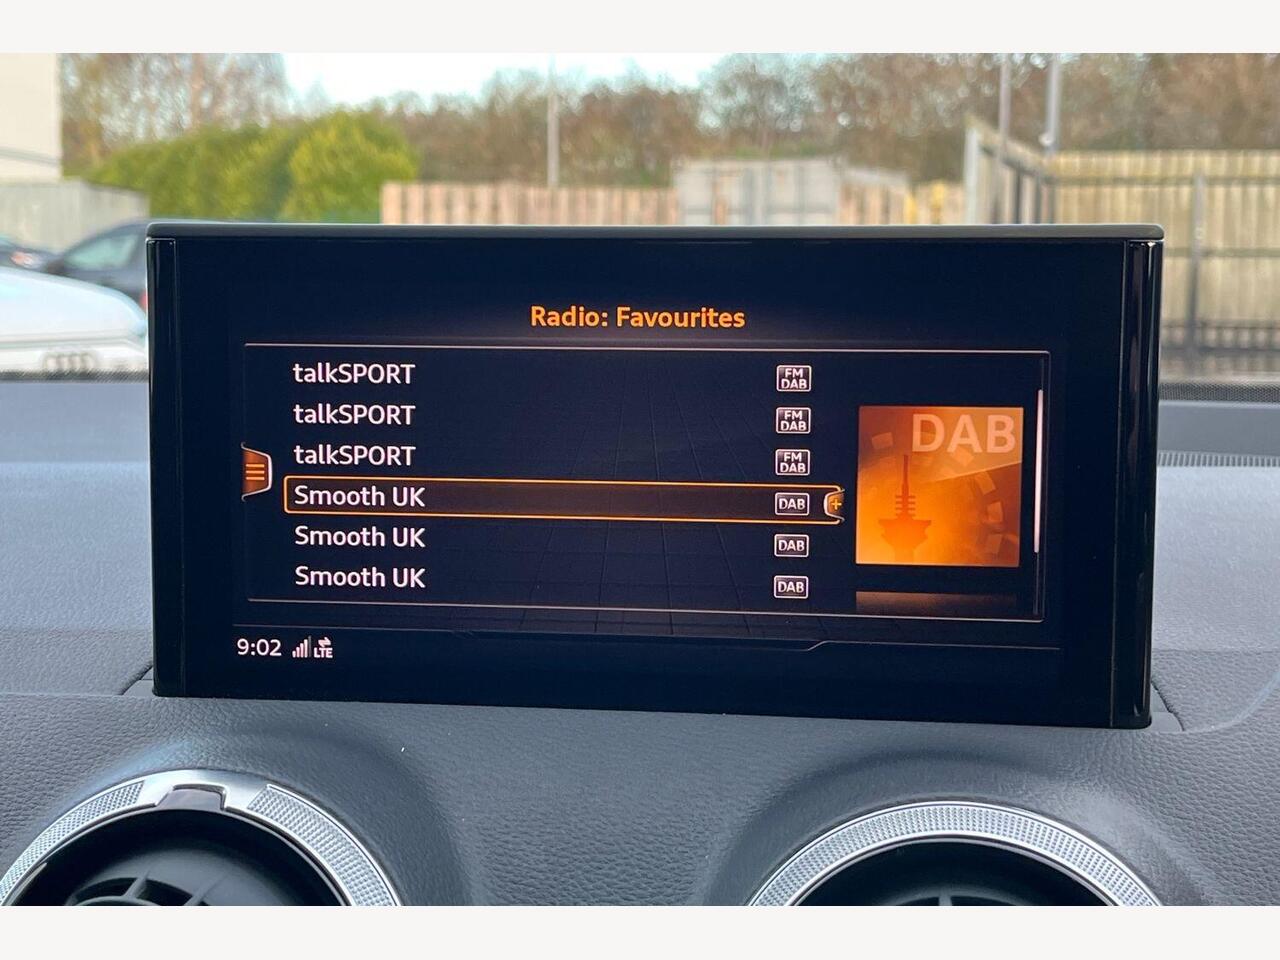 Radio: Favourites
talkSPORT FM DAB
talkSPORT FM DAB
talkSPORT FM DAB
Smooth UK DAB +
Smooth UK DAB
Smooth UK DAB
DAB
9:02 LTE